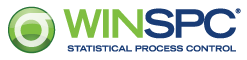 WINSPC®
STATISTICAL PROCESS CONTROL